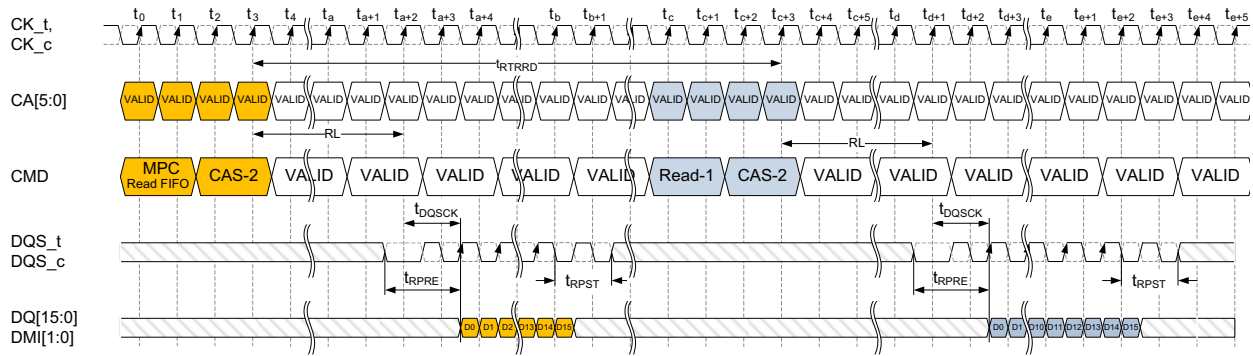 t0 t1 t2 t3 t4 ta ta+1 ta+2 ta+3 ta+4 tb tb+1 tc tc+1 tc+2 tc+3 tc+4 tc+5 td td+1 td+2 td+3 te te+1 te+2 te+3 te+4 te+5
CK_t,
CK_c
tRTRRD
CA[5:0] VALID VALID VALID VALID VALID VALID VALID VALID VALID VALID VALID VALID VALID VALID VALID VALID VALID VALID VALID VALID VALID VALID VALID VALID VALID VALID VALID VALID VALID VALID
RL RL
CMD MPC Read FIFO CAS-2 VALID VALID VALID VALID VALID Read-1 CAS-2 VALID VALID VALID VALID VALID VALID
tDQSCK tDQSCK
DQS_t
DQS_c
tRPRE tRPST tRPRE tRPST
DQ[15:0] D0 D1 D2 D13 D14 D15 D0 D1 D10 D11 D12 D13 D14 D15
DMI[1:0]